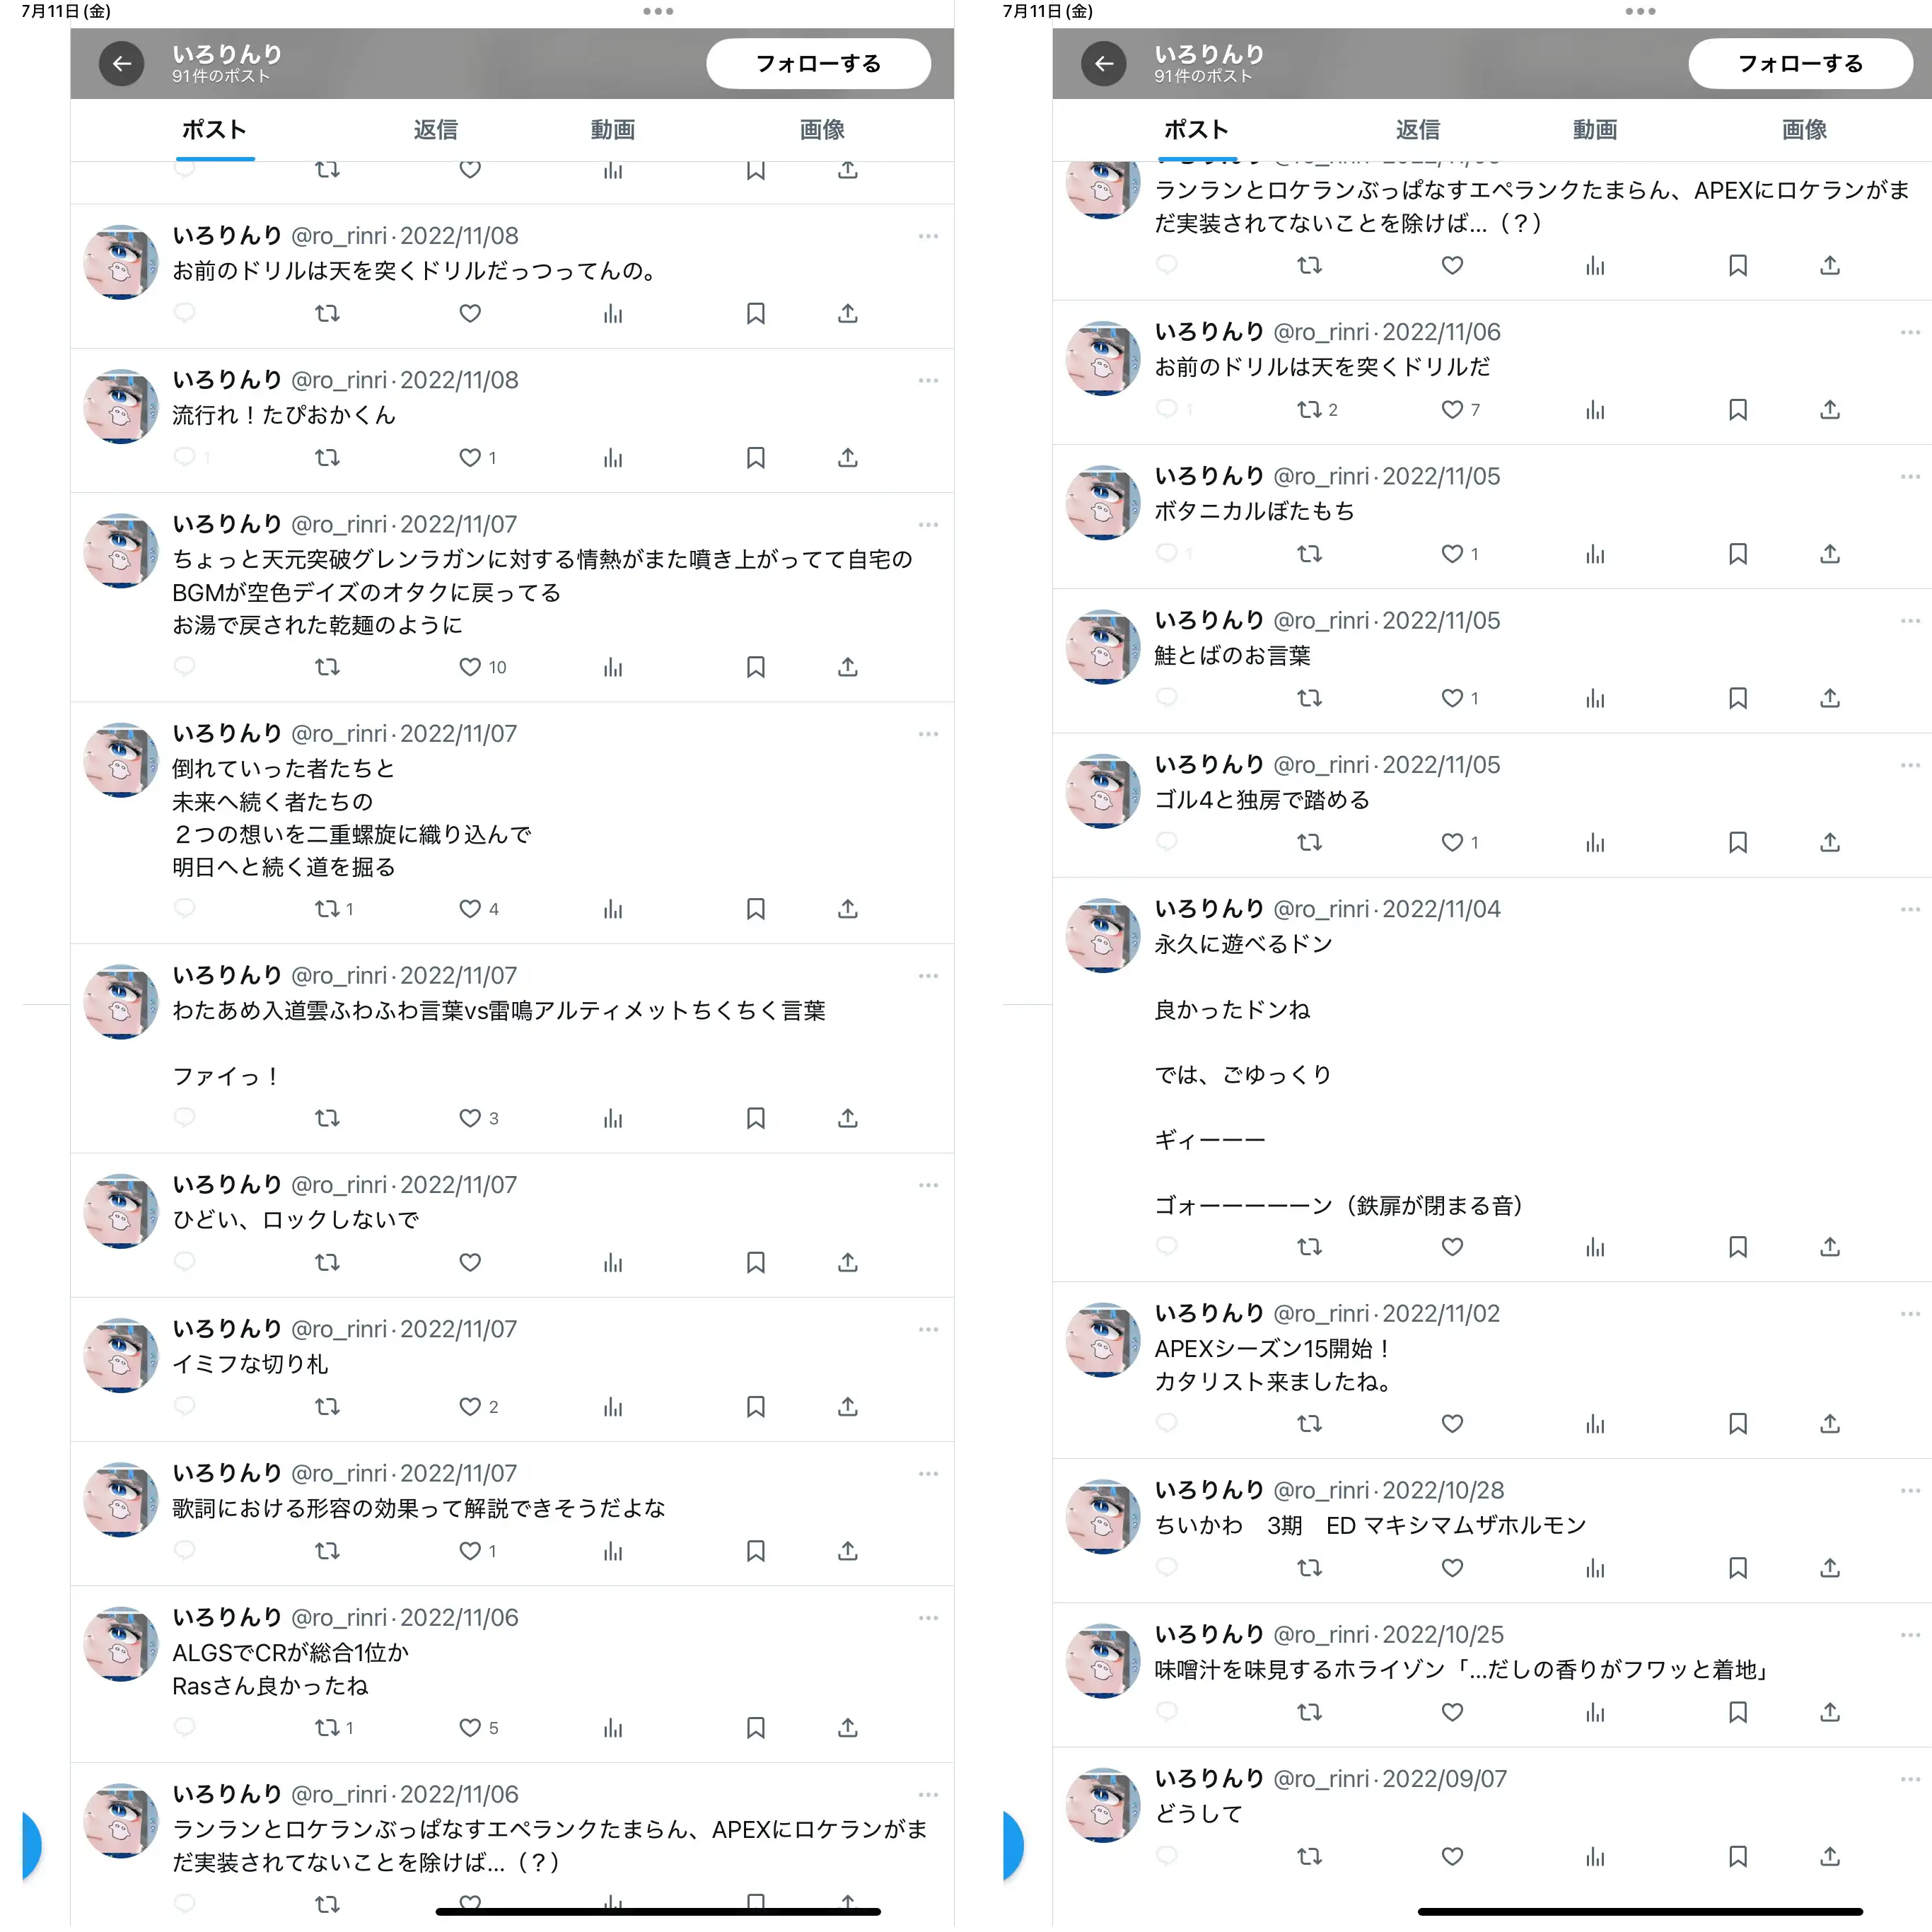 7月11日(金)
いろりんり
91件のポスト
フォローする
ポスト
返信
動画
画像
いろりんり @ro_rinri·2022/11/08
お前のドリルは天を突くドリルだっつってんの。
いろりんり @ro_rinri·2022/11/08
流行れ！たぴおかくん
1
1
いろりんり @ro_rinri·2022/11/07
ちょっと天元突破グレンラガンに対する情熱がまた噴き上がってて自宅の
BGMが空色デイズのオタクに戻ってる
お湯で戻された乾麺のように
10
いろりんり @ro_rinri·2022/11/07
倒れていった者たちと
未来へ続く者たちの
２つの想いを二重螺旋に織り込んで
明日へと続く道を掘る
1
4
いろりんり @ro_rinri·2022/11/07
わたあめ入道雲ふわふわ言葉vs雷鳴アルティメットちくちく言葉
ファイっ！
3
いろりんり @ro_rinri·2022/11/07
ひどい、ロックしないで
いろりんり @ro_rinri·2022/11/07
イミフな切り札
2
いろりんり @ro_rinri·2022/11/07
歌詞における形容の効果って解説できそうだよな
1
いろりんり @ro_rinri·2022/11/06
ALGSでCRが総合1位か
Rasさん良かったね
1
5
いろりんり @ro_rinri·2022/11/06
ランランとロケランぶっぱなすエペランクたまらん、APEXにロケランがま
だ実装されてないことを除けば…（？）
7月11日(金)
いろりんり
91件のポスト
フォローする
ポスト
返信
動画
画像
ランランとロケランぶっぱなすエペランクたまらん、APEXにロケランがま
だ実装されてないことを除けば…（？）
いろりんり @ro_rinri·2022/11/06
お前のドリルは天を突くドリルだ
1
2
7
いろりんり @ro_rinri·2022/11/05
ボタニカルぼたもち
1
1
いろりんり @ro_rinri·2022/11/05
鮭とばのお言葉
1
いろりんり @ro_rinri·2022/11/05
ゴル4と独房で踏める
1
いろりんり @ro_rinri·2022/11/04
永久に遊べるドン
良かったドンね
では、ごゆっくり
ギィーーー
ゴォーーーーーン（鉄扉が閉まる音）
いろりんり @ro_rinri·2022/11/02
APEXシーズン15開始！
カタリスト来ましたね。
いろりんり @ro_rinri·2022/10/28
ちいかわ　3期　ED マキシマムザホルモン
いろりんり @ro_rinri·2022/10/25
味噌汁を味見するホライゾン「…だしの香りがフワッと着地」
いろりんり @ro_rinri·2022/09/07
どうして